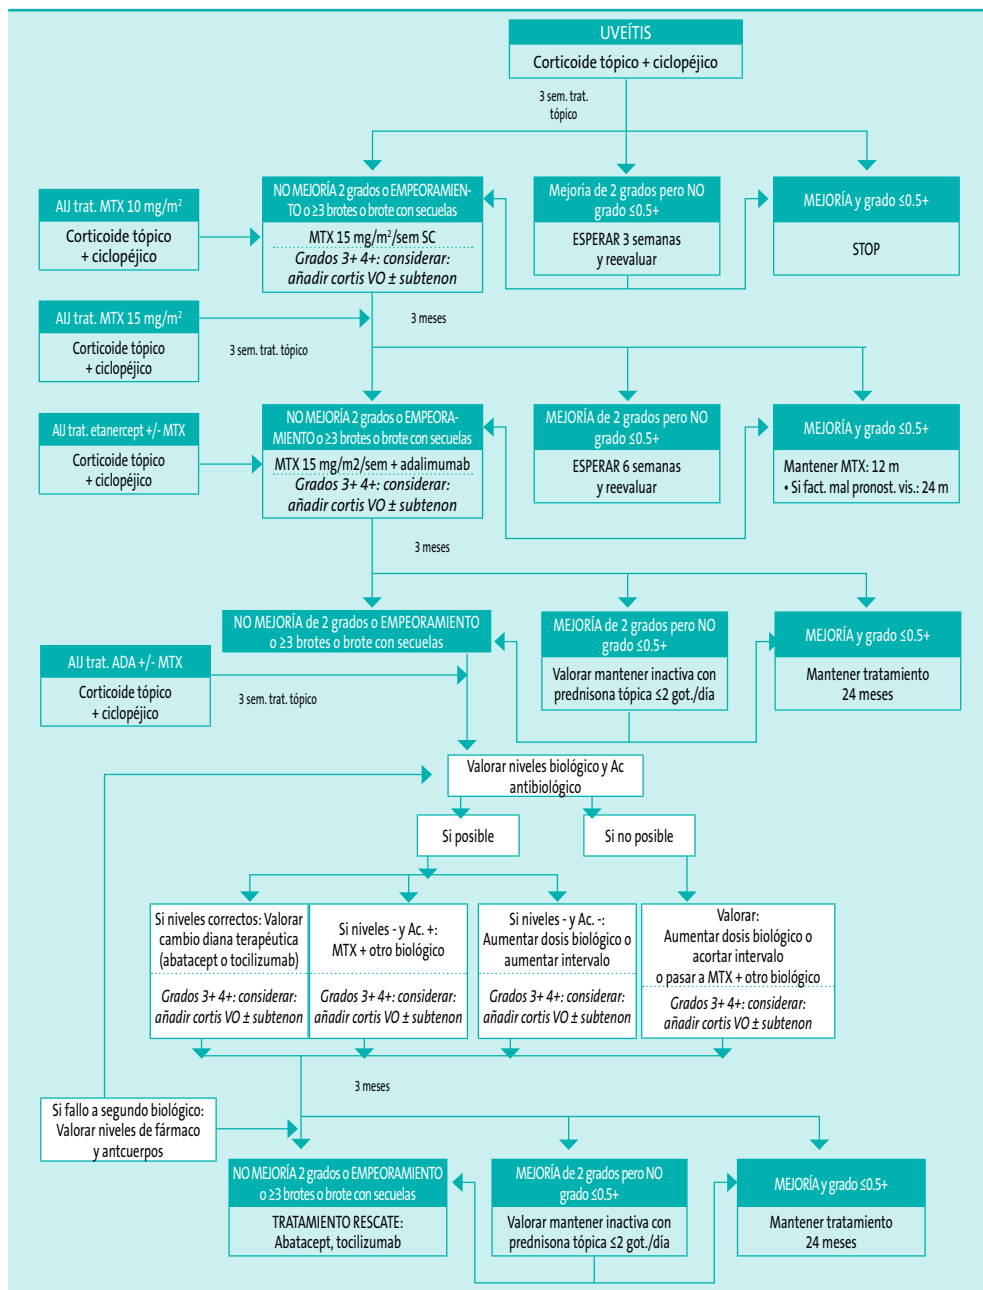 UVEÍTIS
Corticoide tópico + ciclopéjico
3 sem. trat.
tópico
AIJ trat. MTX 10 mg/m²
Corticoide tópico
+ ciclopéjico
NO MEJORÍA 2 grados o EMPEORAMIEN-
TO o ≥3 brotes o brote con secuelas
MTX 15 mg/m²/sem SC
Grados 3+ 4+: considerar:
añadir cortis VO ± subtenon
Mejoría de 2 grados pero NO
grado ≤0.5+
ESPERAR 3 semanas
y reevaluar
MEJORÍA y grado ≤0.5+
STOP
AIJ trat. MTX 15 mg/m²
Corticoide tópico
+ ciclopéjico
3 sem. trat. tópico
3 meses
AIJ trat. etanercept +/- MTX
Corticoide tópico
+ ciclopéjico
NO MEJORÍA 2 grados o EMPEORA-
MIENTO o ≥3 brotes o brote con secuelas
MTX 15 mg/m2/sem + adalimumab
Grados 3+ 4+: considerar:
añadir cortis VO ± subtenon
MEJORÍA de 2 grados pero NO
grado ≤0.5+
ESPERAR 6 semanas
y reevaluar
MEJORÍA y grado ≤0.5+
Mantener MTX: 12 m
• Si fact. mal pronost. vis.: 24 m
3 meses
NO MEJORÍA de 2 grados o EMPEORAMIENTO
o ≥3 brotes o brote con secuelas
MEJORÍA de 2 grados pero NO
grado ≤0.5+
Valorar mantener inactiva con
prednisona tópica ≤2 got./día
MEJORÍA y grado ≤0.5+
Mantener tratamiento
24 meses
AIJ trat. ADA +/- MTX
Corticoide tópico
+ ciclopéjico
3 sem. trat. tópico
Valorar niveles biológico y Ac
antibiológico
Si posible
Si no posible
Si niveles correctos: Valorar
cambio diana terapéutica
(abatacept o tocilizumab)
Grados 3+ 4+: considerar:
añadir cortis VO ± subtenon
Si niveles - y Ac. +:
MTX + otro biológico
Grados 3+ 4+: considerar:
añadir cortis VO ± subtenon
Si niveles - y Ac. -:
Aumentar dosis biológico o
aumentar intervalo
Grados 3+ 4+: considerar:
añadir cortis VO ± subtenon
Valorar:
Aumentar dosis biológico o
acortar intervalo
o pasar a MTX + otro biológico
Grados 3+ 4+: considerar:
añadir cortis VO ± subtenon
3 meses
Si fallo a segundo biológico:
Valorar niveles de fármaco
y antcuerpos
NO MEJORÍA 2 grados o EMPEORAMIENTO
o ≥3 brotes o brote con secuelas
TRATAMIENTO RESCATE:
Abatacept, tocilizumab
MEJORÍA de 2 grados pero NO
grado ≤0.5+
Valorar mantener inactiva con
prednisona tópica ≤2 got./día
MEJORÍA y grado ≤0.5+
Mantener tratamiento
24 meses